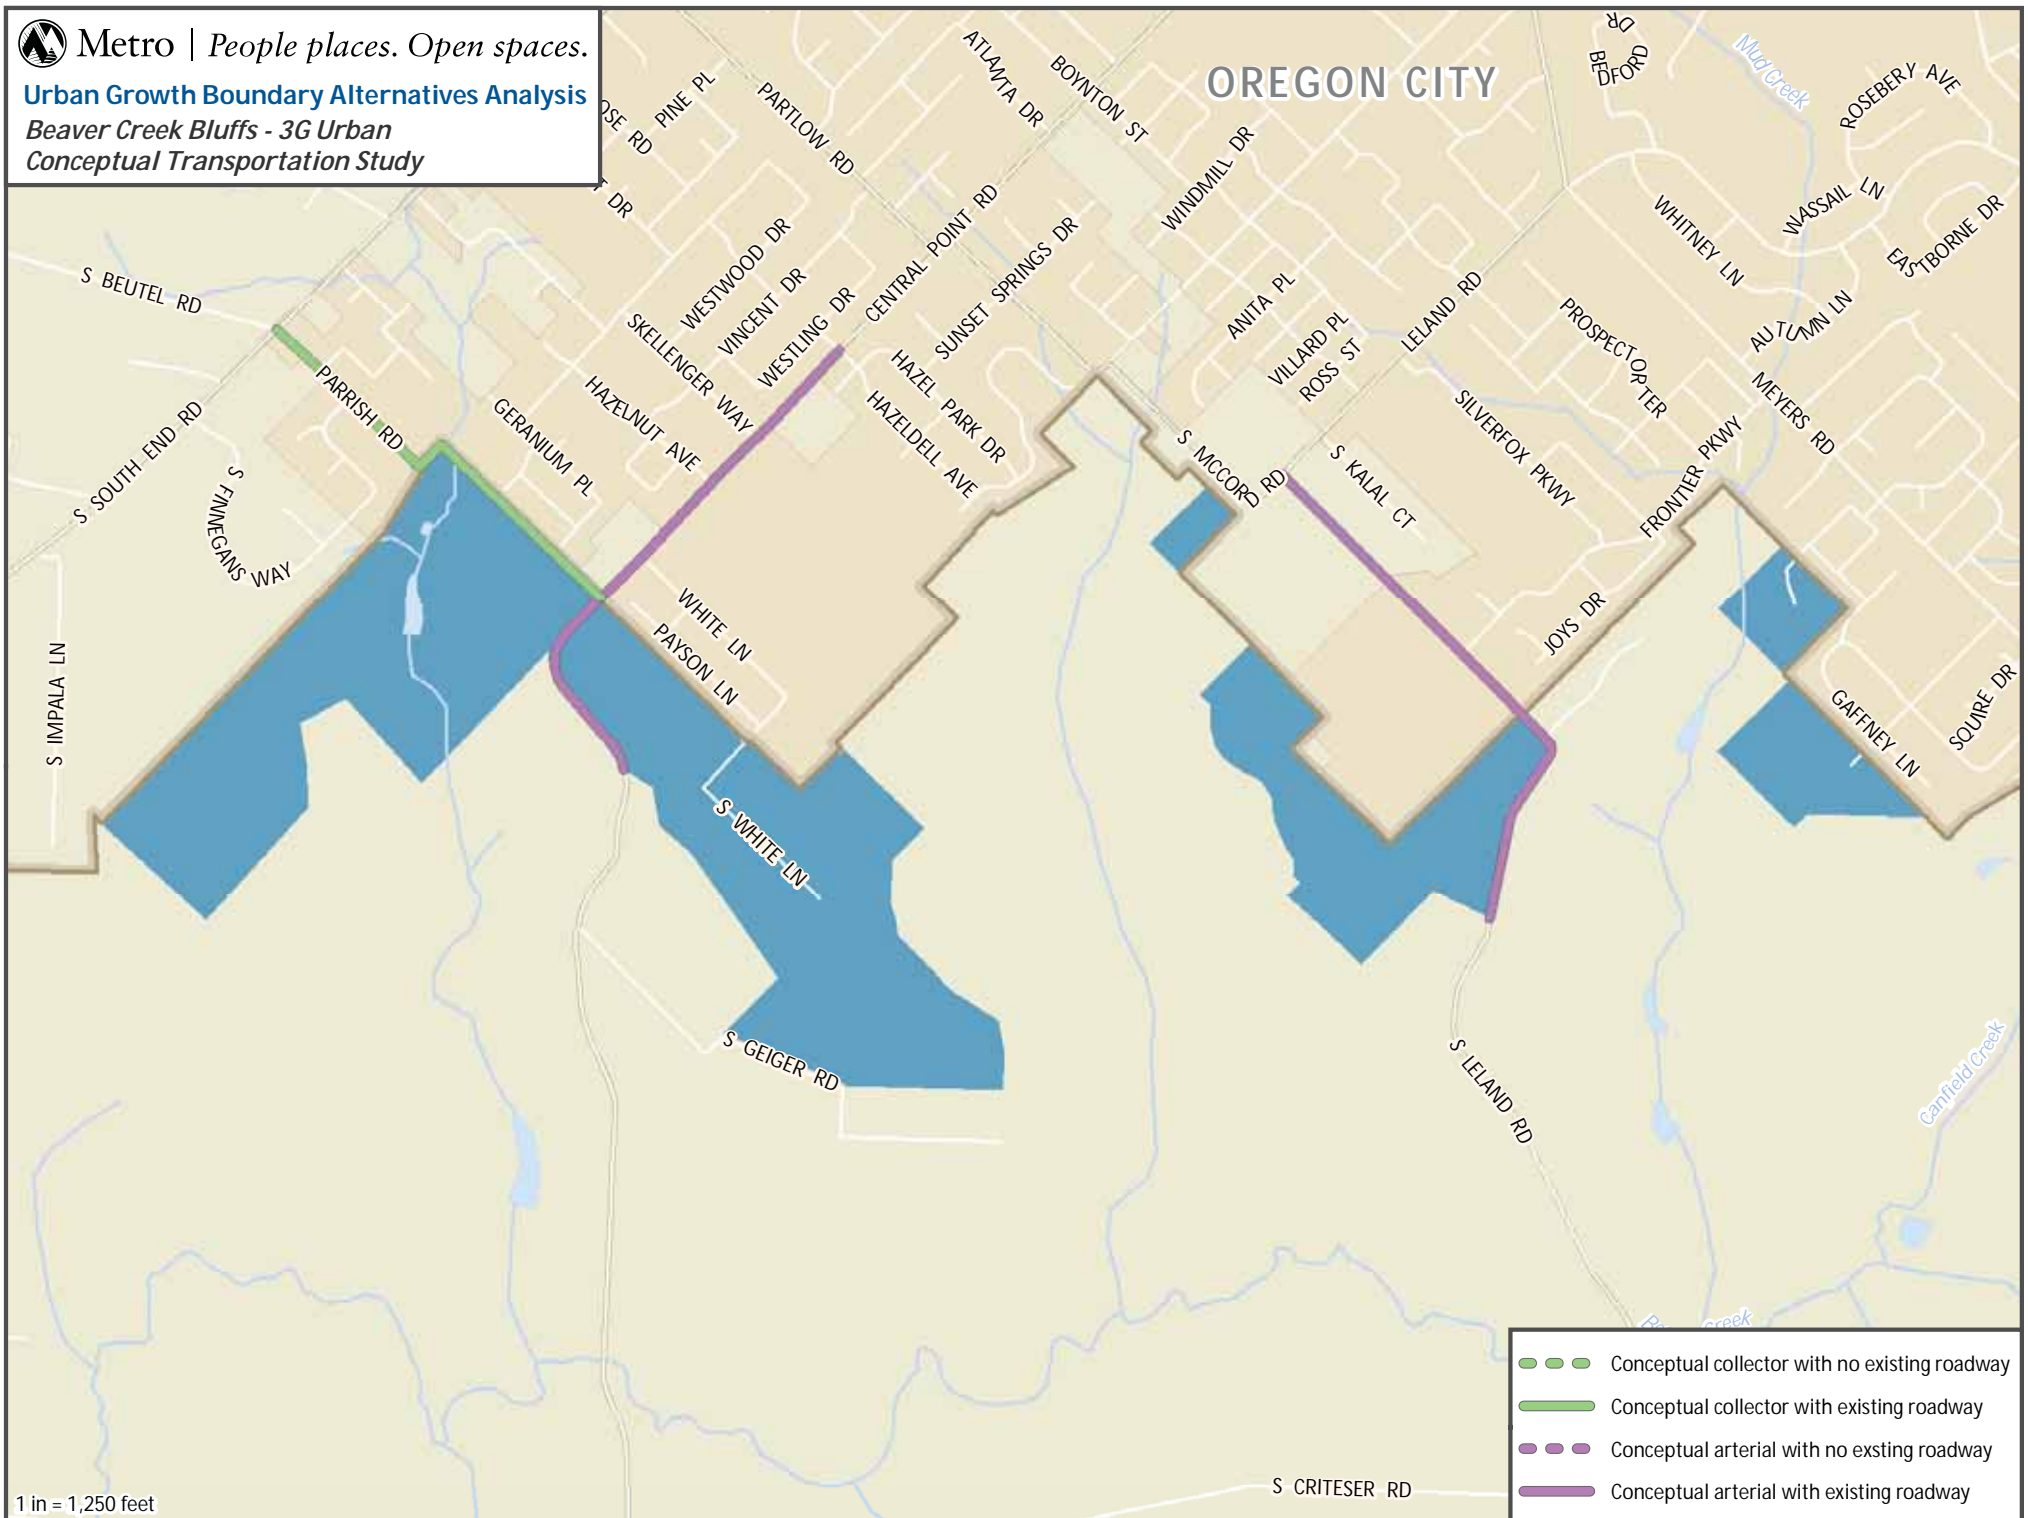 Metro | People places. Open spaces.
Urban Growth Boundary Alternatives Analysis
Beaver Creek Bluffs - 3G Urban
Conceptual Transportation Study
OREGON CITY
DR
BEDFORD
Mud Creek
ROSEBERY AVE
ATLANTA DR
BOYNTON ST
PINE PL
OSE RD
PARTLOW RD
T DR
WINDMILL DR
WHITNEY LN
WASSAIL LN
EASTBORNE DR
CENTRAL POINT RD
SUNSET SPRINGS DR
WESTWOOD DR
VINCENT DR
WESTLING DR
SKELLENGER WAY
S BEUTEL RD
ANITA PL
VILLARD PL
ROSS ST
LELAND RD
PROSPECTOR TER
AUTUMN LN
MEYERS RD
PARRISH RD
S SOUTH END RD
S FINNEGANS WAY
GERANIUM PL
HAZELNUT AVE
HAZEL PARK DR
HAZELDELL AVE
S MCCORD RD
S KALAL CT
SILVERFOX PKWY
FRONTIER PKWY
JOYS DR
WHITE LN
PAYSON LN
S IMPALA LN
S WHITE LN
GAFFNEY LN
SQUIRE DR
S GEIGER RD
S LELAND RD
Canfield Creek
Creek
S CRITESER RD
1 in = 1,250 feet
Conceptual collector with no existing roadway
Conceptual collector with existing roadway
Conceptual arterial with no exsting roadway
Conceptual arterial with existing roadway